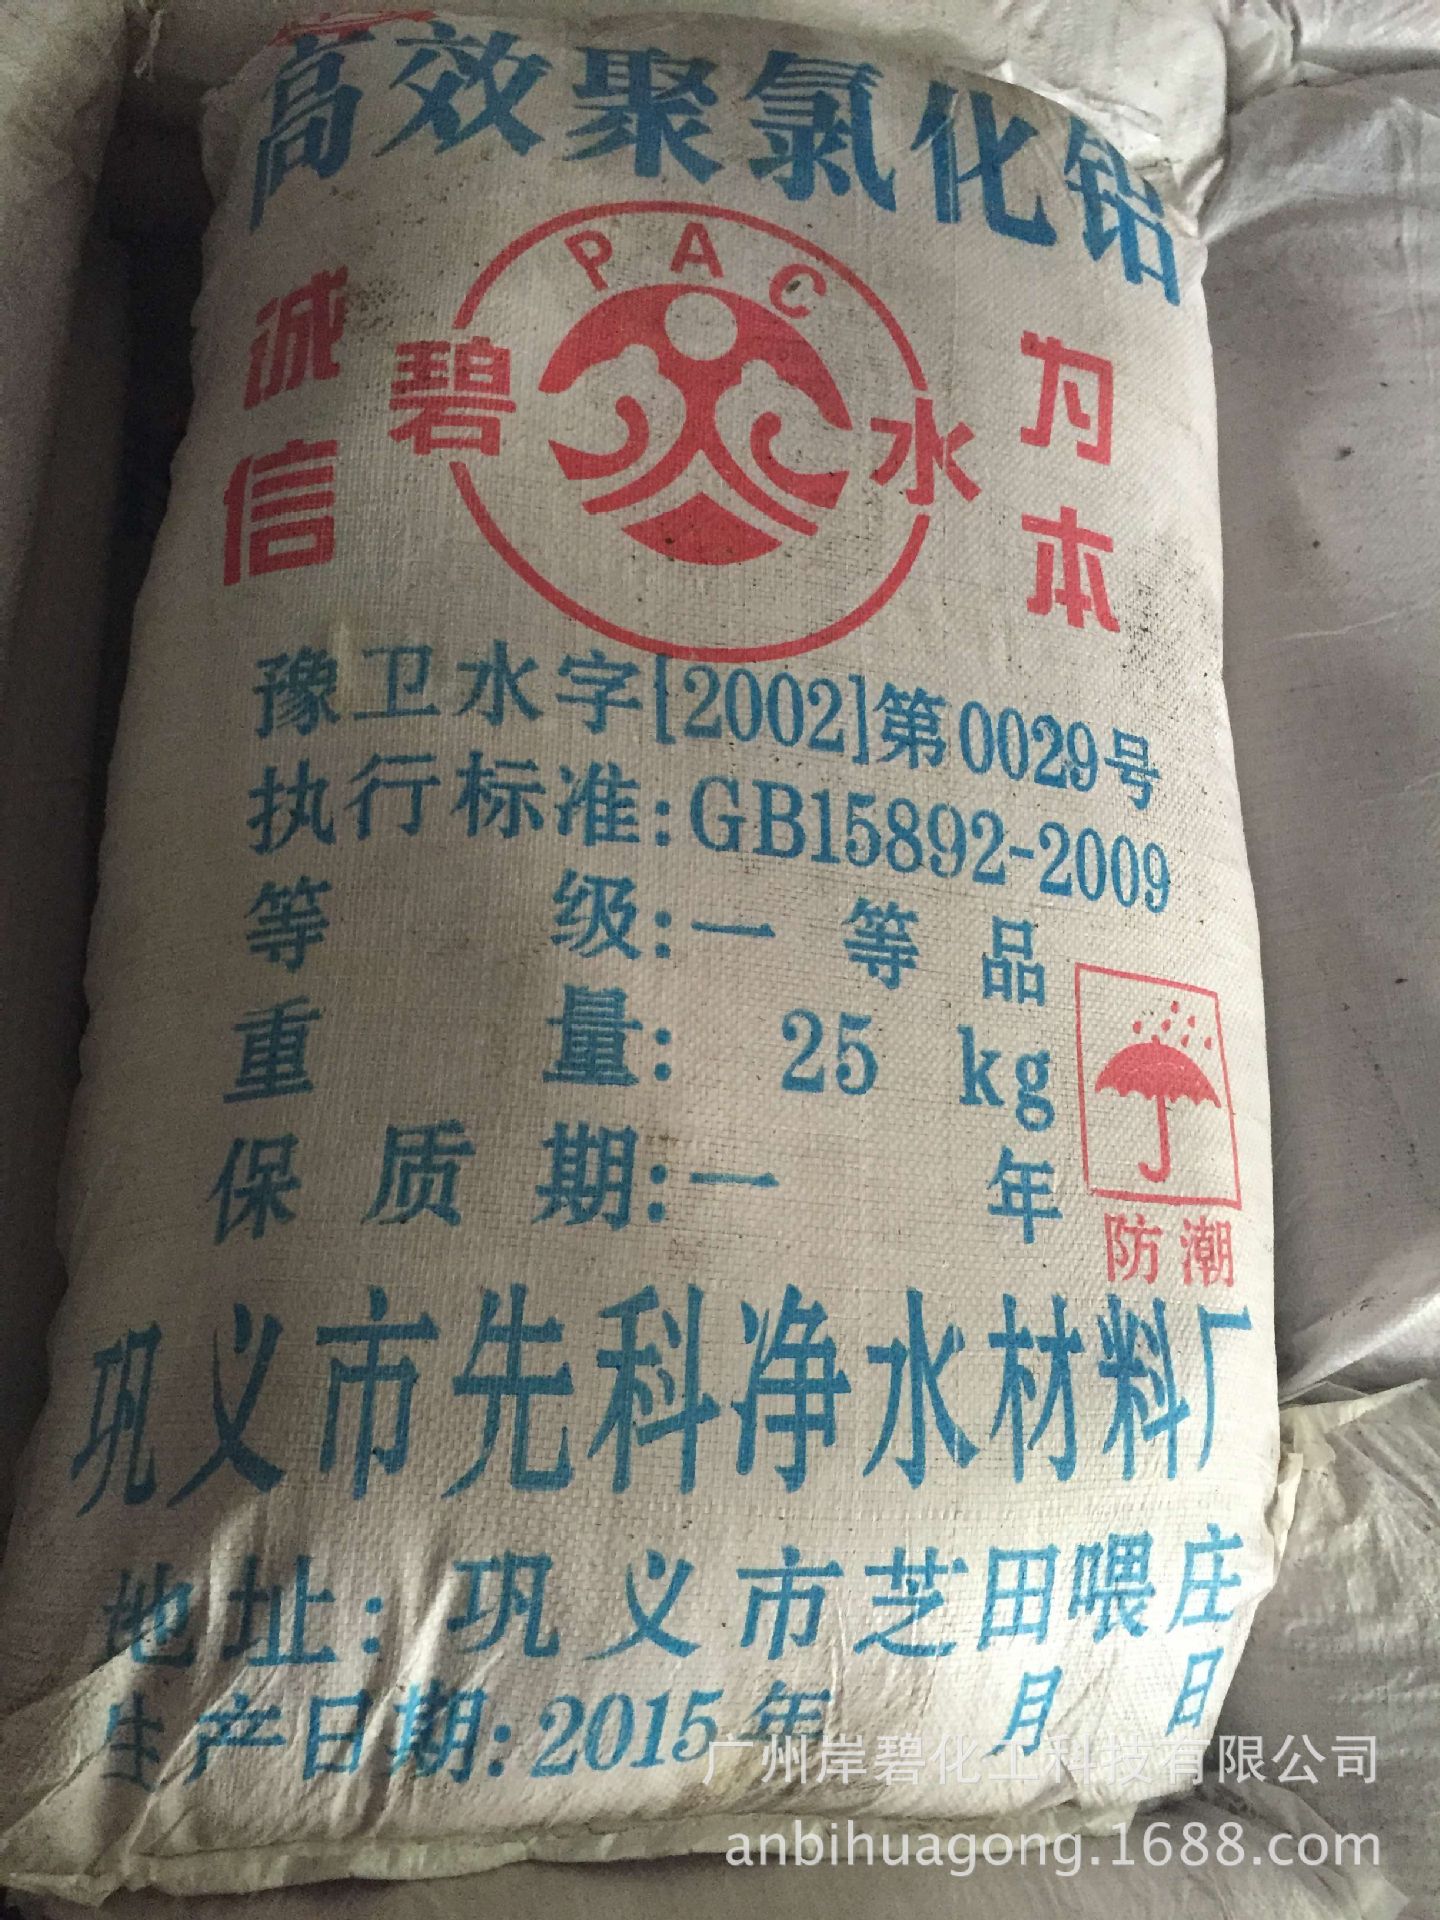 高效聚氯化铝
PAC
诚信 碧水 为本
豫卫水字[2002]第0029号
执行标准:GB15892-2009
等级:一等品
重量: 25 kg
保质期:一年
防潮
巩义市先科净水材料厂
地址:巩义市芝田喂庄
生产日期:2015年 月 日
广州岸碧化工科技有限公司
anbihuagong.1688.com